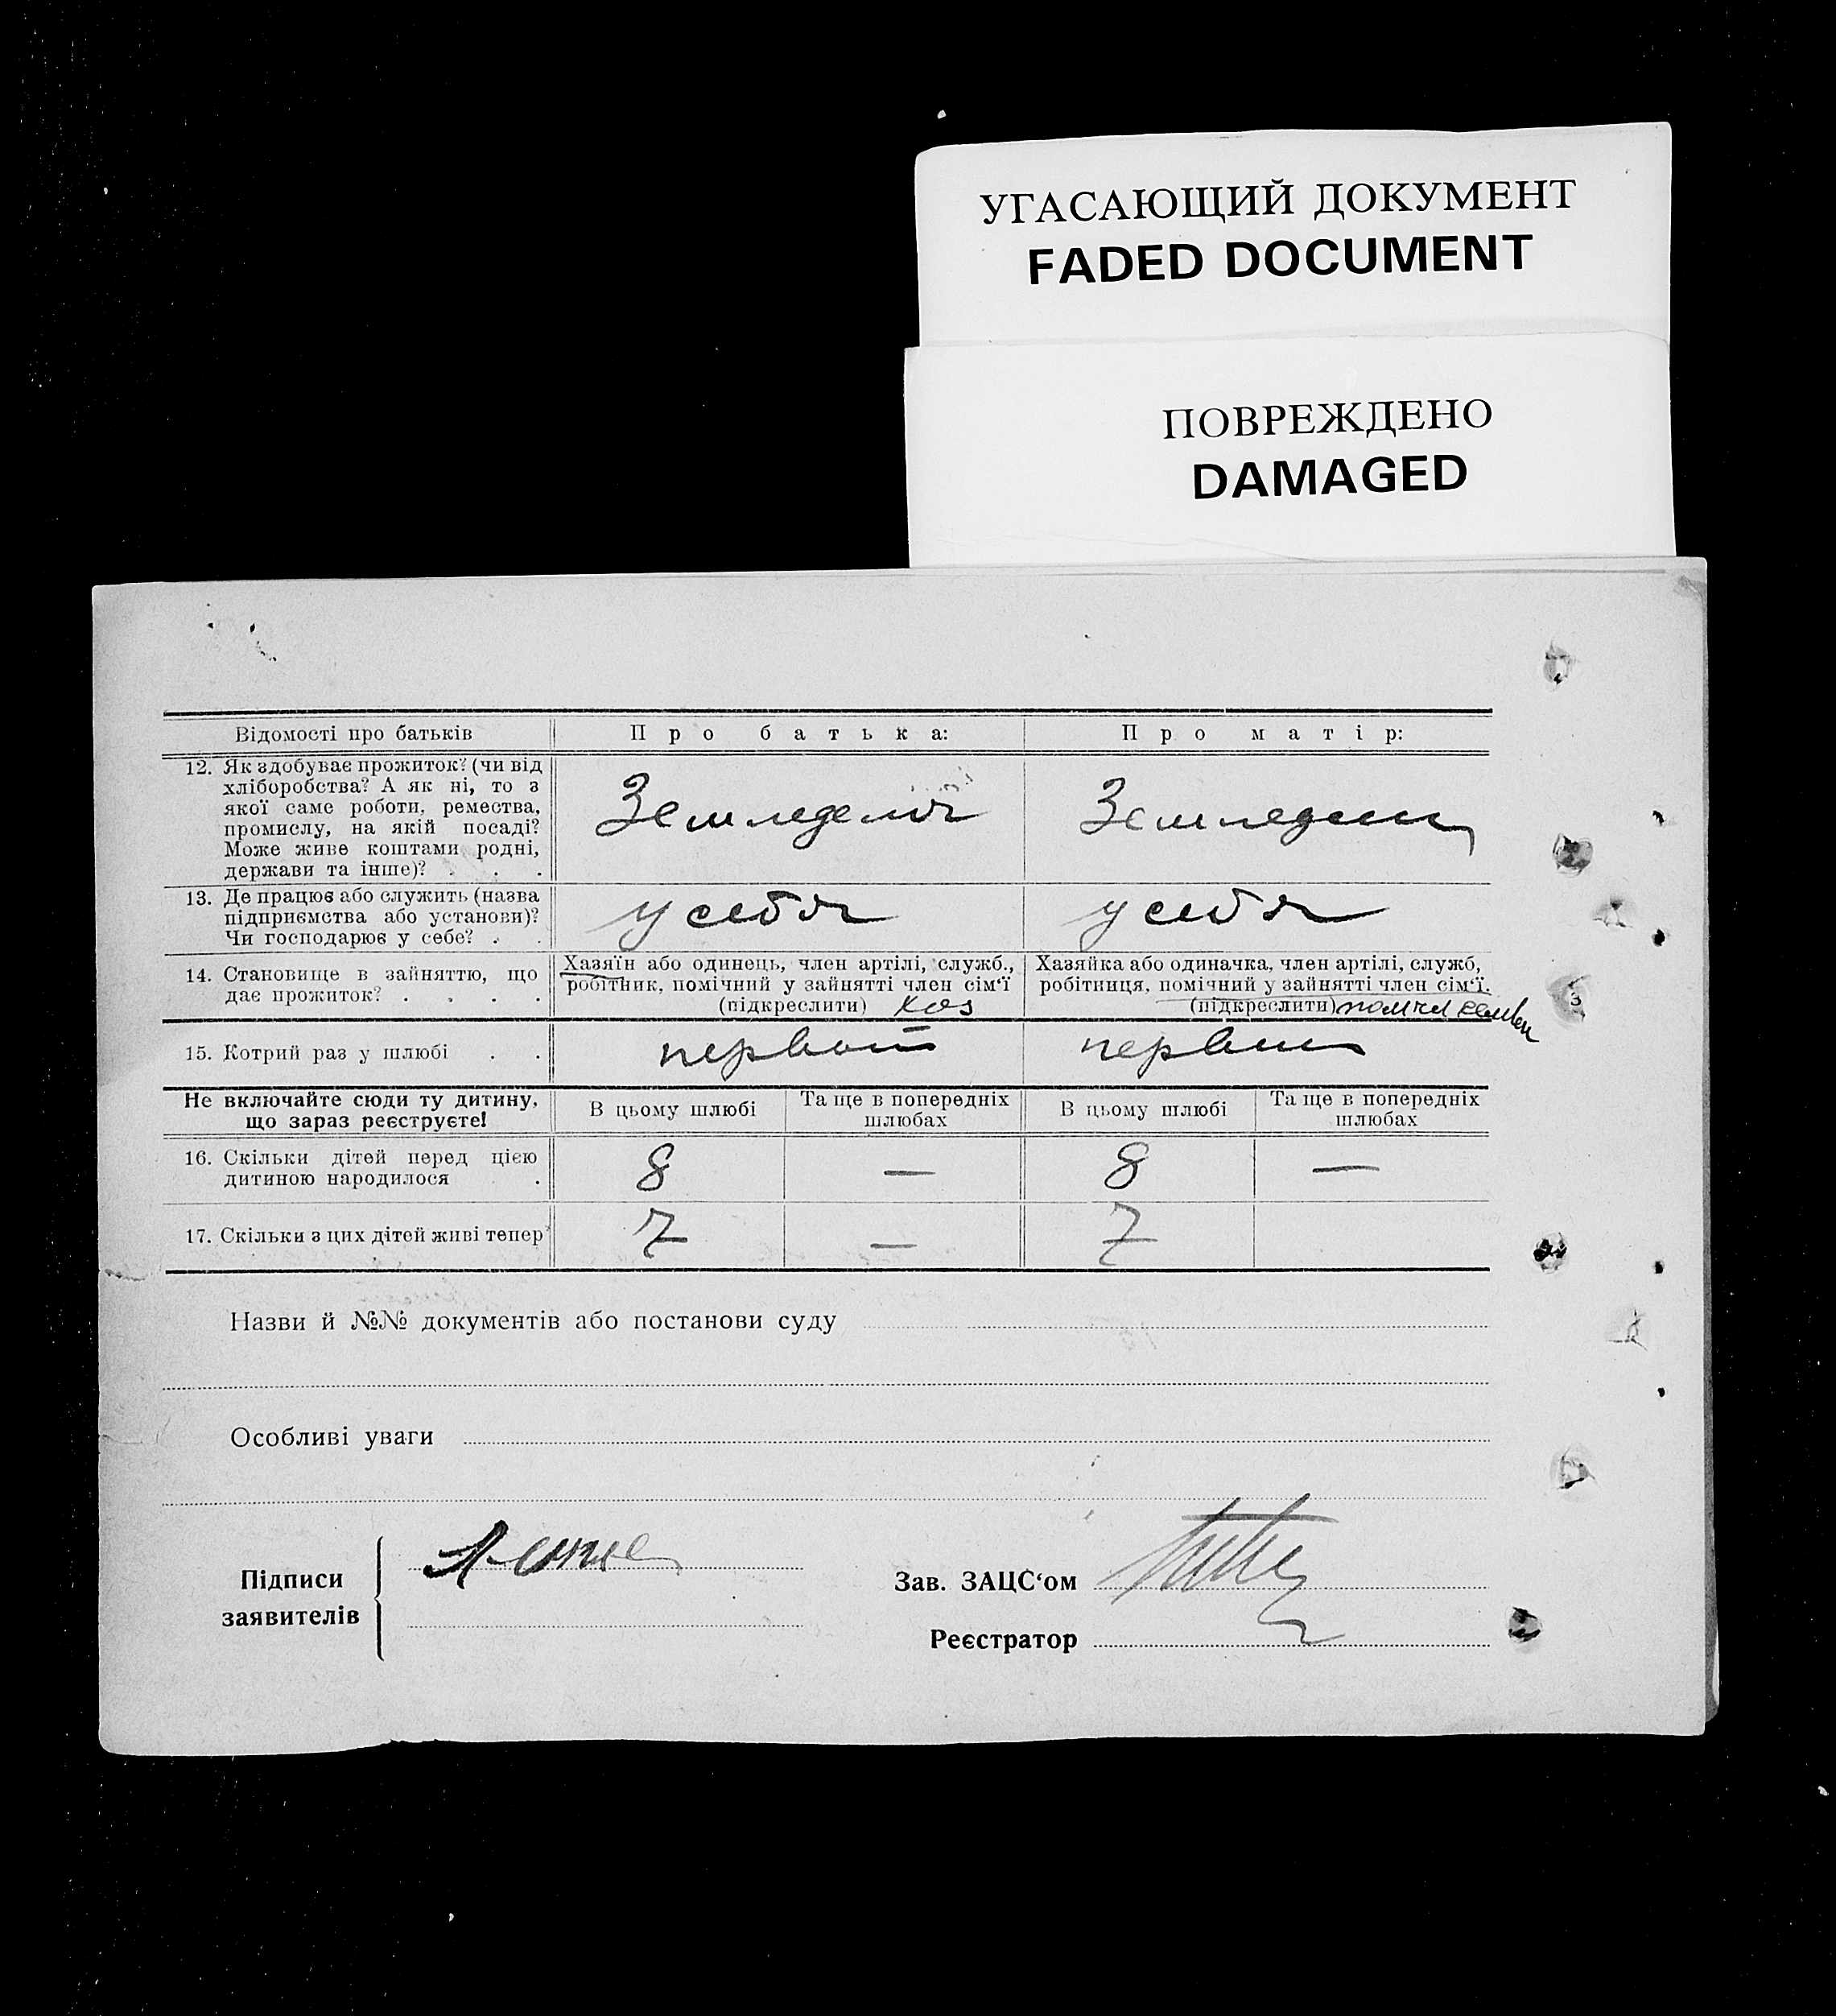 УГАСАЮЩИЙ ДОКУМЕНТ
FADED DOCUMENT
ПОВРЕЖДЕНО
DAMAGED
Відомості про батьків
Про батька:
Про матір:
12. Як здобуває прожиток? (чи від
хліборобства? А як ні, то з
якої саме роботи, ремества,
промислу, на якій посаді?
Може живе коштами родні,
держави та інше)? . . .
Земледелия
13. Де працює або служить (назва
підприємства або установи)?
Чи господарює у себе? . .
у себя
у себя
14. Становище в зайняттю, що
дає прожиток? . . . .
Хазяїн або одинець, член артілі, служб.,
робітник, помічний у зайнятті член сім'ї
(підкреслити) хоз
Хазяйка або одиначка, член артілі, служб,
робітниця, помічний у зайнятті член сім'ї.
(підкреслити)
15. Котрий раз у шлюбі . .
первый
первый
Не включайте сюди ту дитину,
що зараз реєструєте!
В цьому шлюбі
Та ще в попередніх
шлюбах
В цьому шлюбі
Та ще в попередніх
шлюбах
16. Скільки дітей перед цією
дитиною народилося .
8
—
8
—
17. Скільки з цих дітей живі тепер?
7
—
7
Назви й №№ документів або постанови суду
Особливі уваги
Підписи
заявителів
Зав. ЗАЦС'ом
Реєстратор